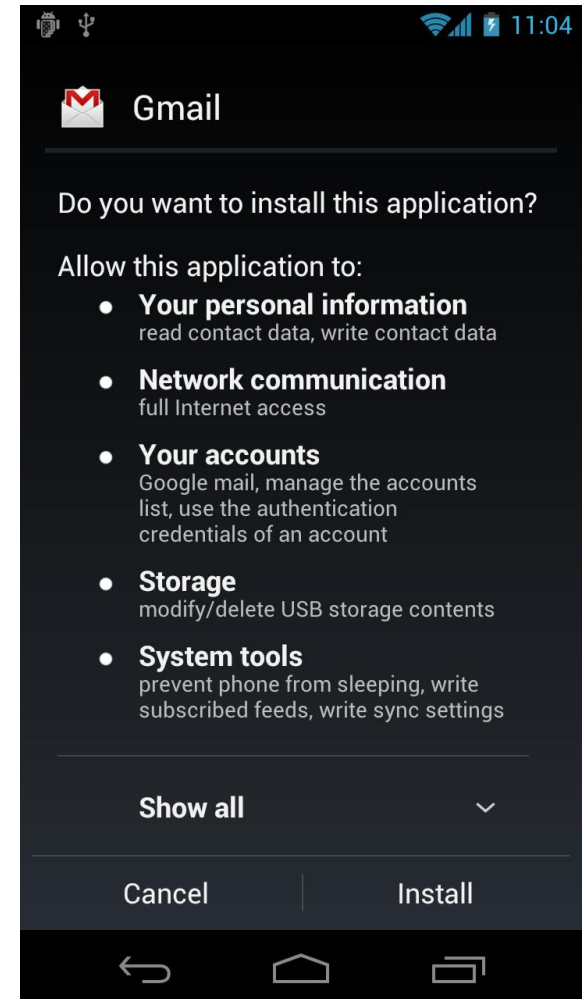 11:04
Gmail
Do you want to install this application?
Allow this application to:
Your personal information
read contact data, write contact data
Network communication
full Internet access
Your accounts
Google mail, manage the accounts
list, use the authentication
credentials of an account
Storage
modify/delete USB storage contents
System tools
prevent phone from sleeping, write
subscribed feeds, write sync settings
Show all
Cancel Install